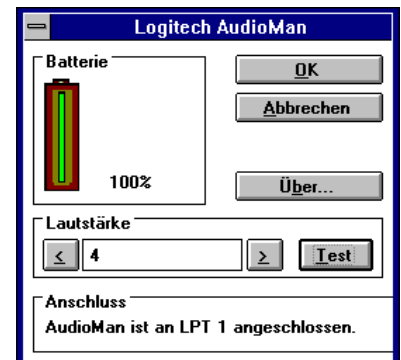 Logitech AudioMan
Batterie
100%
OK
Abbrechen
Über...
Lautstärke
< 4 > Test
Anschluss
AudioMan ist an LPT 1 angeschlossen.